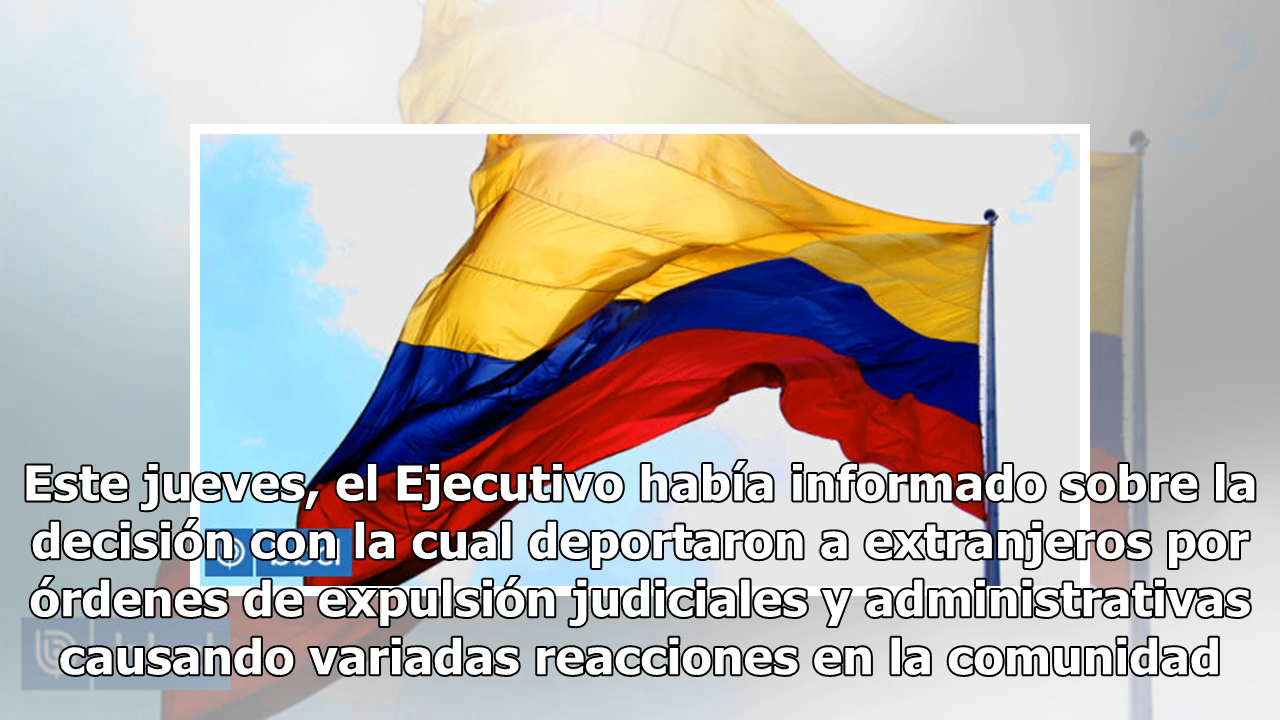 Este jueves, el Ejecutivo había informado sobre la
decisión con la cual deportaron a extranjeros por
órdenes de expulsión judiciales y administrativas
causando variadas reacciones en la comunidad